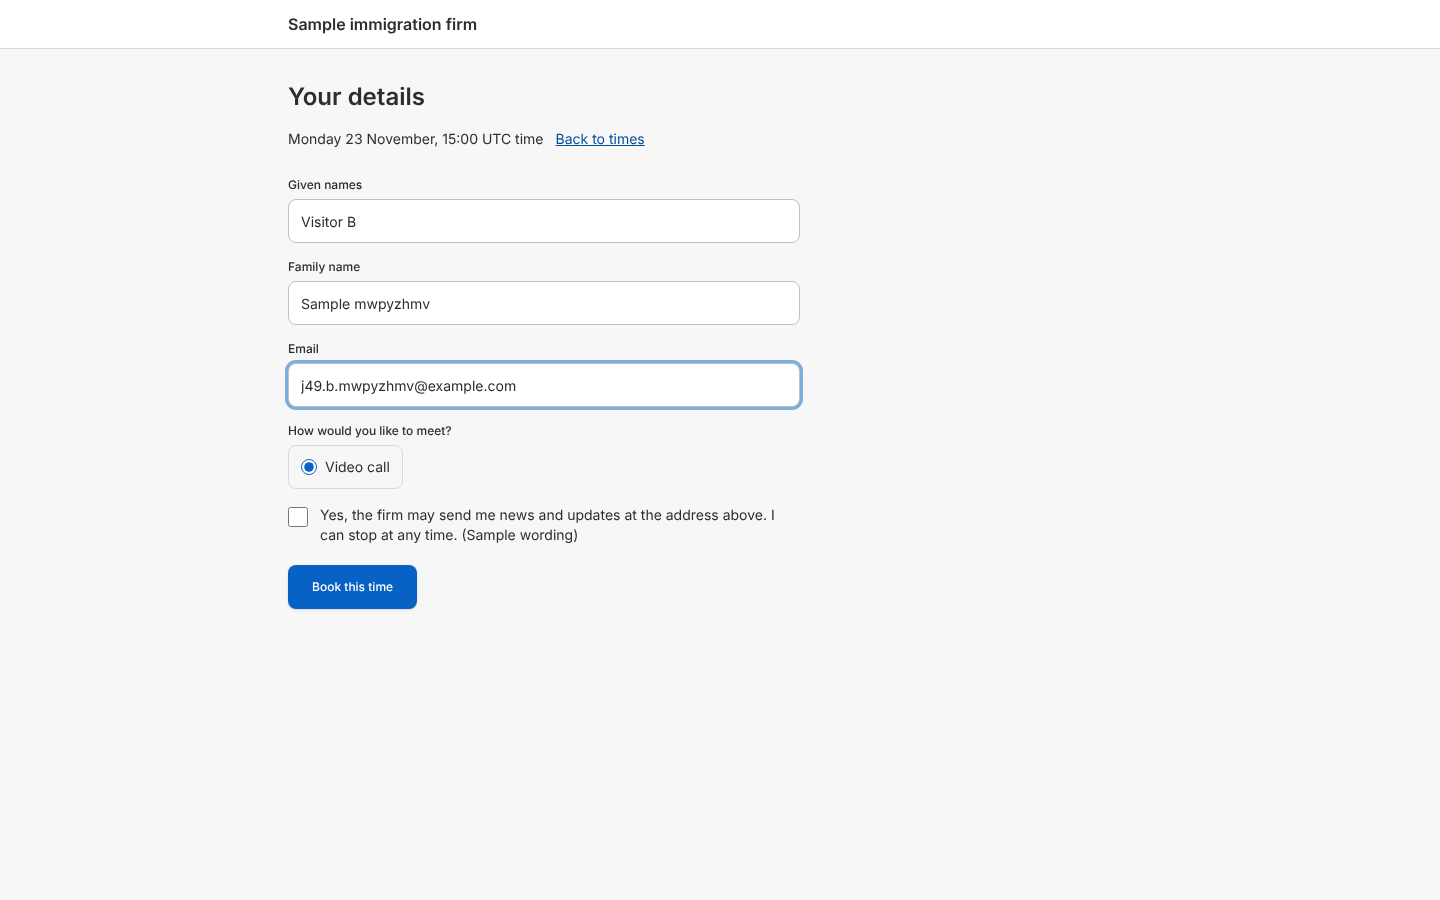 Sample immigration firm
Your details
Monday 23 November, 15:00 UTC time Back to times
Given names
Visitor B
Family name
Sample mwpyzhmv
Email
j49.b.mwpyzhmv@example.com
How would you like to meet?
Video call
Yes, the firm may send me news and updates at the address above. I
can stop at any time. (Sample wording)
Book this time